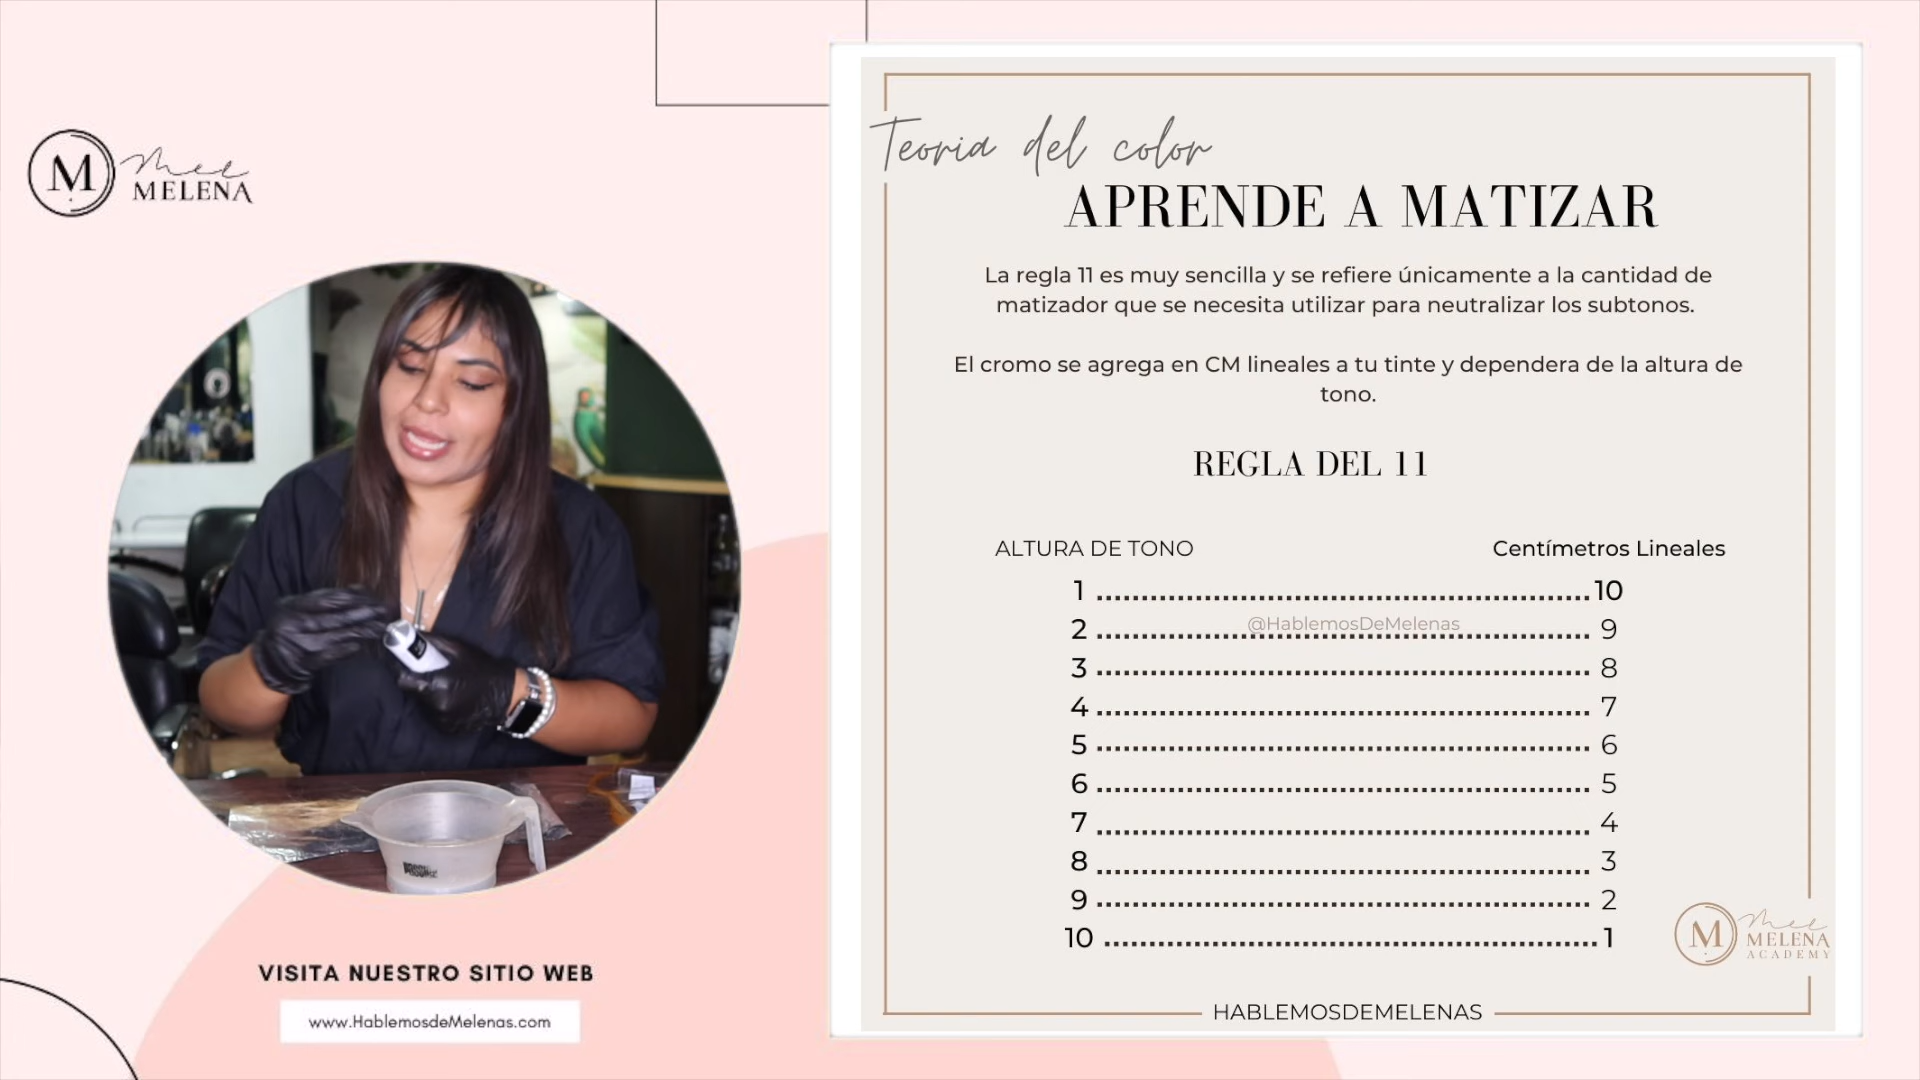 M
Mee
MELENA
VISITA NUESTRO SITIO WEB
www.HablemosdeMelenas.com
Teoria del color
APRENDE A MATIZAR
La regla 11 es muy sencilla y se refiere únicamente a la cantidad de
matizador que se necesita utilizar para neutralizar los subtonos.
El cromo se agrega en CM lineales a tu tinte y dependera de la altura de
tono.
REGLA DEL 11
ALTURA DE TONO Centímetros Lineales
1 ........................................................ 10
@HablemosDeMelenas
2 ........................................................ 9
3 ........................................................ 8
4 ........................................................ 7
5 ........................................................ 6
6 ........................................................ 5
7 ........................................................ 4
8 ........................................................ 3
9 ........................................................ 2
10 ........................................................ 1
M
Mee
MELENA
ACADEMY
HABLEMOSDEMELENAS